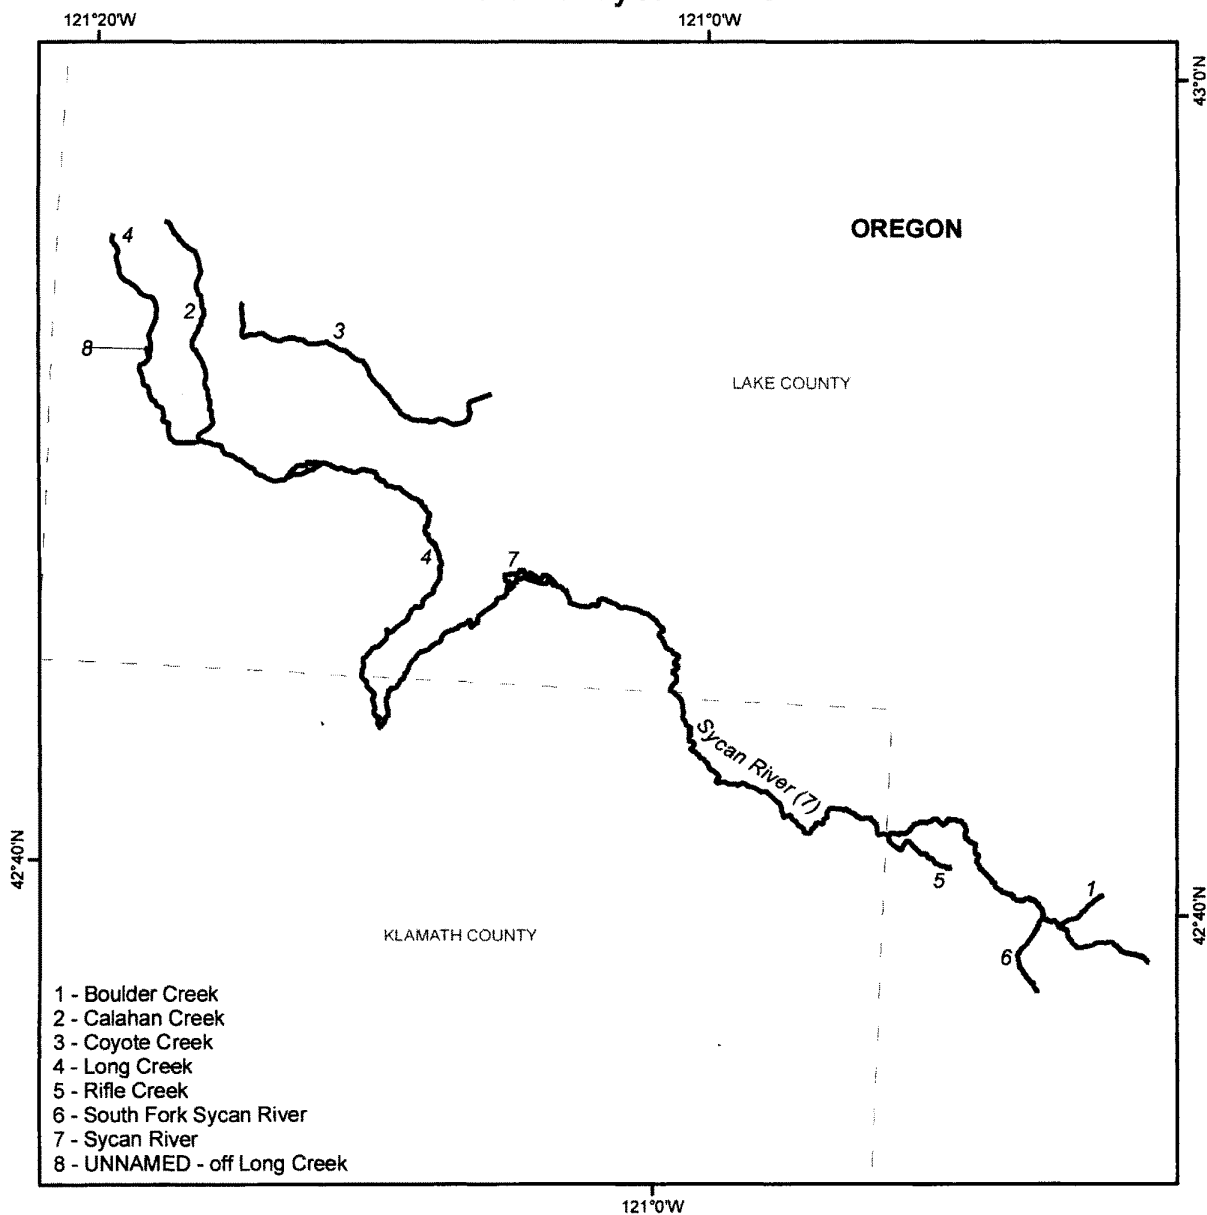 121°20'W
121°0'W
43°0'N
OREGON
4
2
3
8
LAKE COUNTY
4
7
Sycan River (7)
42°40'N
5
1
42°40'N
KLAMATH COUNTY
6
1 - Boulder Creek
2 - Calahan Creek
3 - Coyote Creek
4 - Long Creek
5 - Rifle Creek
6 - South Fork Sycan River
7 - Sycan River
8 - UNNAMED - off Long Creek
121°0'W